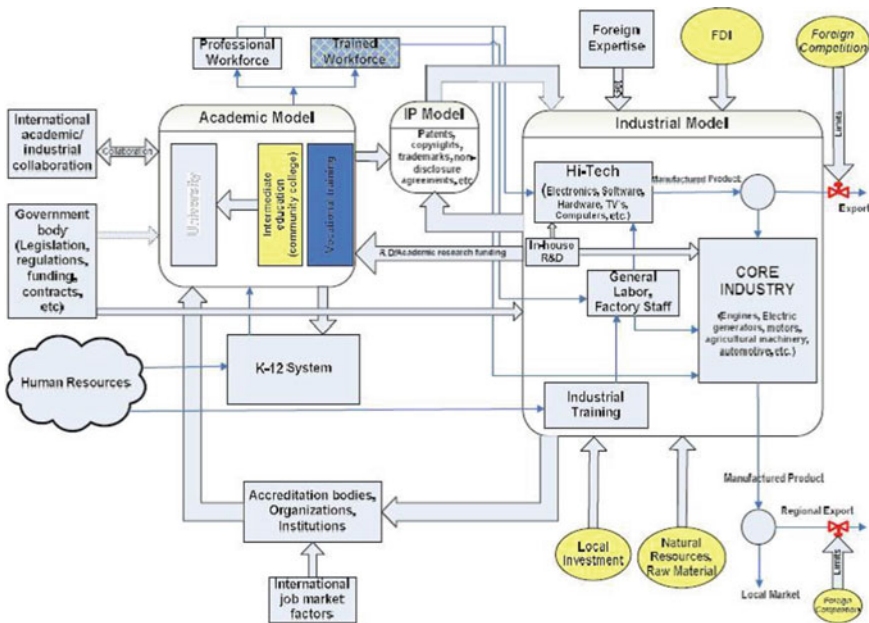 Professional
Workforce
Trained
Workforce
Foreign
Expertise
FDI
Foreign
Competition
International
academic/
industrial
collaboration
Collaboration
Academic Model
University
Intermediate
education
(community college)
Vocational training
IP Model
Patents,
copyrights,
trademarks, non-
disclosure
agreements, etc
Industrial Model
Hi-Tech
(Electronics, Software,
Hardware, TV's,
Computers, etc.)
Manufactured Product
Limits
Export
Government
body
(Legislation,
regulations,
funding,
contracts,
etc)
R,D/Academic research funding
In-house
R&D
General
Labor,
Factory Staff
CORE
INDUSTRY
(Engines, Electric
generators, motors,
agricultural machinery,
automotive, etc.)
Human Resources
K-12 System
Industrial
Training
Accreditation bodies,
Organizations,
Institutions
International
job market
factors
Local
Investment
Natural
Resources,
Raw Material
Manufactured Product
Regional Export
Limits
Local Market
Foreign
Competition